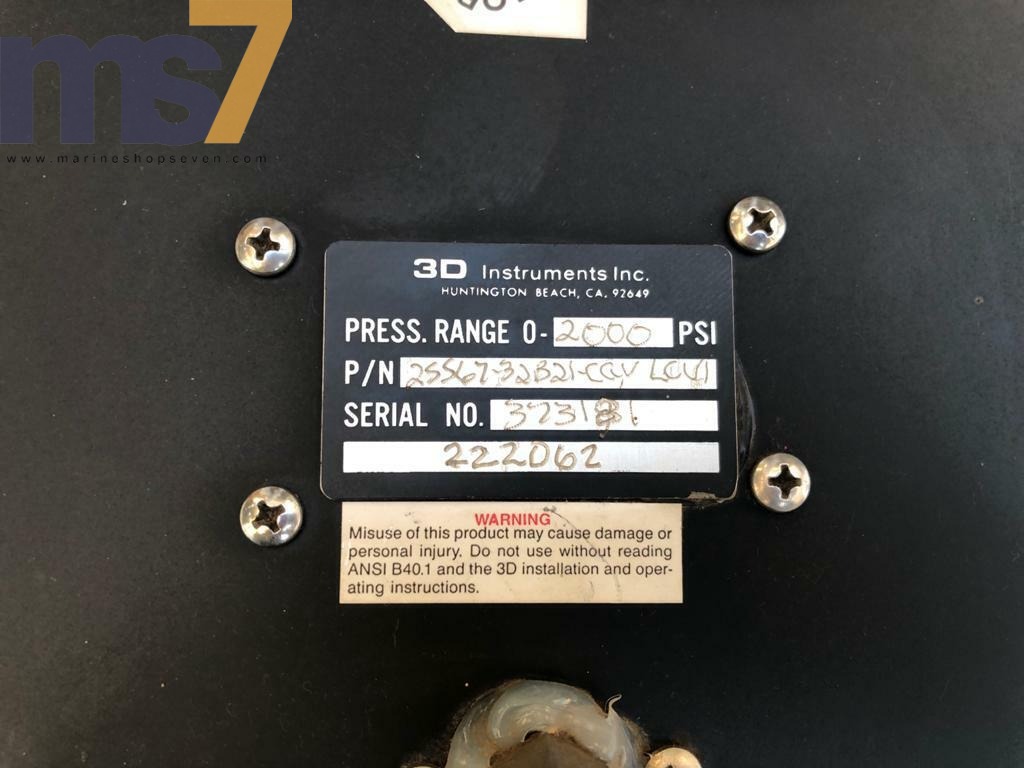 ms7
www.marineshopseven.com
3D Instruments Inc.
HUNTINGTON BEACH, CA. 92649
PRESS. RANGE 0- 2000 PSI
P/N
SERIAL NO.
222062
WARNING
Misuse of this product may cause damage or
personal injury. Do not use without reading
ANSI B40.1 and the 3D installation and oper-
ating instructions.